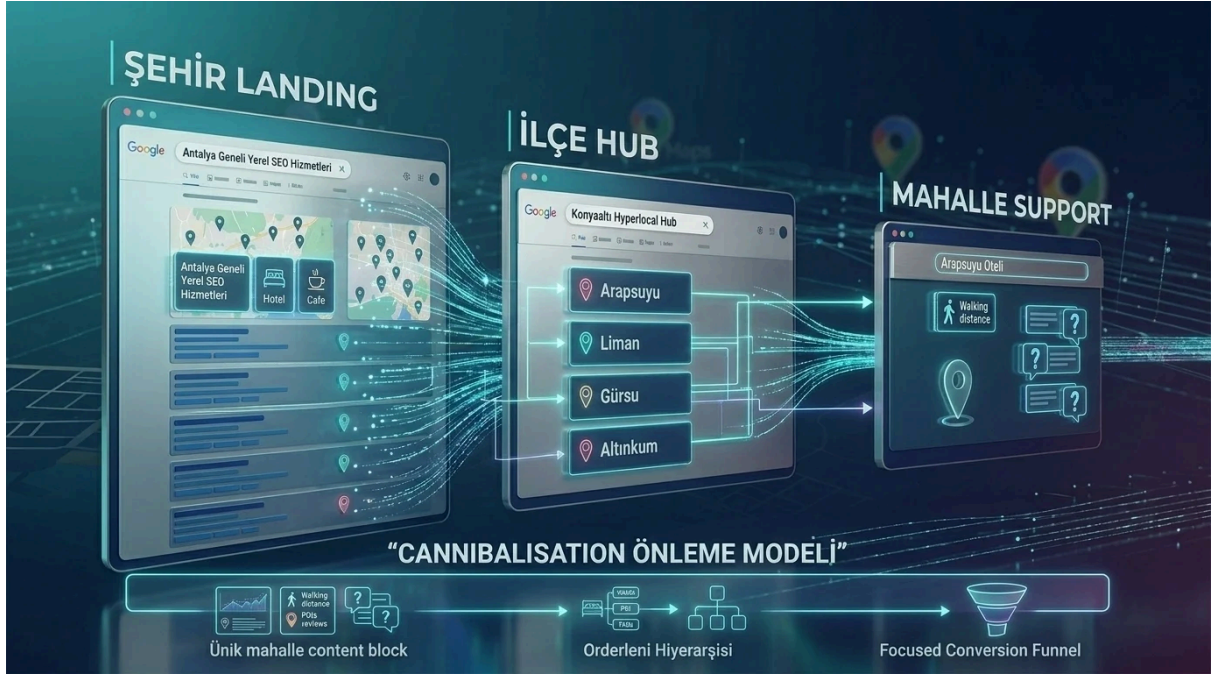 ŞEHİR LANDING
Google
Antalya Geneli Yerel SEO Hizmetleri ×
Antalya Geneli
Yerel SEO
Hizmetleri
Hotel
Cafe
İLÇE HUB
Google
Konyaaltı Hyperlocal Hub ×
Arapsuyu
Liman
Gürsu
Altınkum
MAHALLE SUPPORT
Arapsuyu Oteli
Walking
distance
?
?
?
“CANNIBALISATION ÖNLEME MODELİ”
Walking
distance
POIs
reviews
?
?
Ünik mahalle content block
Orderleni Hiyerarşisi
Focused Conversion Funnel